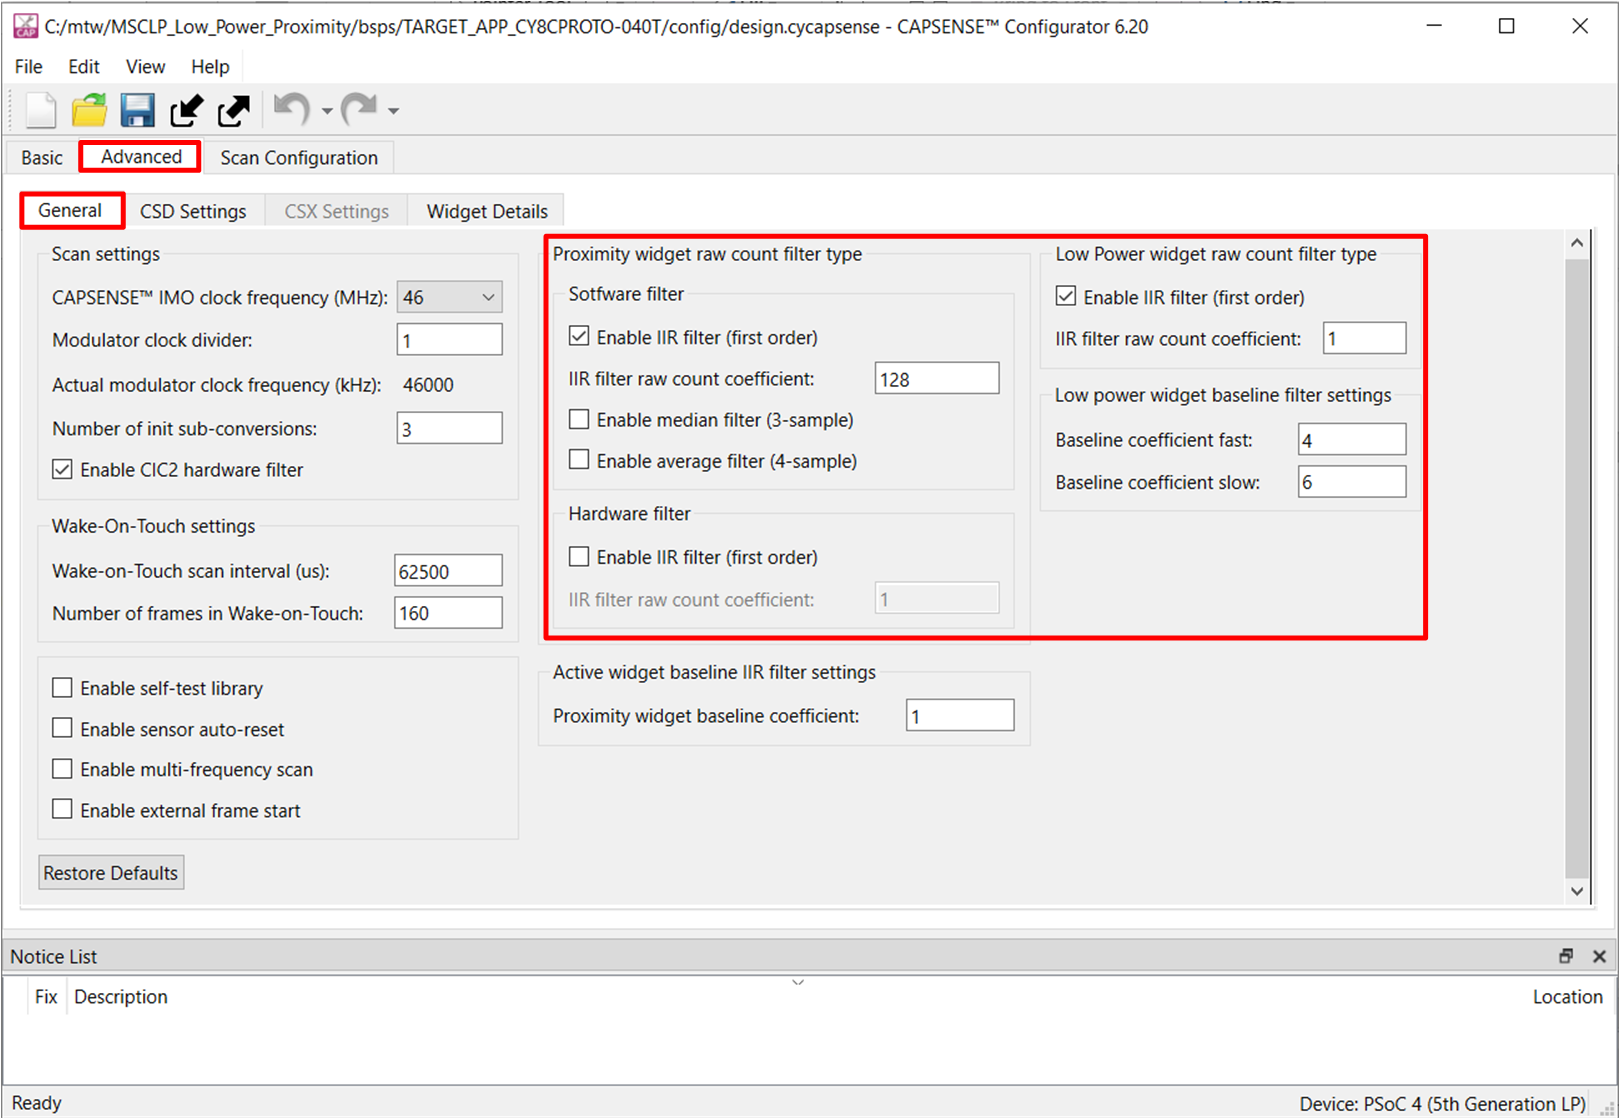 C:/mtw/MSCLP_Low_Power_Proximity/bsps/TARGET_APP_CY8CPROTO-040T/config/design.cycapsense - CAPSENSE™ Configurator 6.20
File Edit View Help
Basic Advanced Scan Configuration
General CSD Settings CSX Settings Widget Details
Scan settings
CAPSENSE™ IMO clock frequency (MHz): 46
Modulator clock divider: 1
Actual modulator clock frequency (kHz): 46000
Number of init sub-conversions: 3
Enable CIC2 hardware filter
Wake-On-Touch settings
Wake-on-Touch scan interval (us): 62500
Number of frames in Wake-on-Touch: 160
Enable self-test library
Enable sensor auto-reset
Enable multi-frequency scan
Enable external frame start
Restore Defaults
Proximity widget raw count filter type
Sotfware filter
Enable IIR filter (first order)
IIR filter raw count coefficient: 128
Enable median filter (3-sample)
Enable average filter (4-sample)
Hardware filter
Enable IIR filter (first order)
IIR filter raw count coefficient: 1
Active widget baseline IIR filter settings
Proximity widget baseline coefficient: 1
Low Power widget raw count filter type
Enable IIR filter (first order)
IIR filter raw count coefficient: 1
Low power widget baseline filter settings
Baseline coefficient fast: 4
Baseline coefficient slow: 6
Notice List
Fix Description Location
Ready Device: PSoC 4 (5th Generation LP)